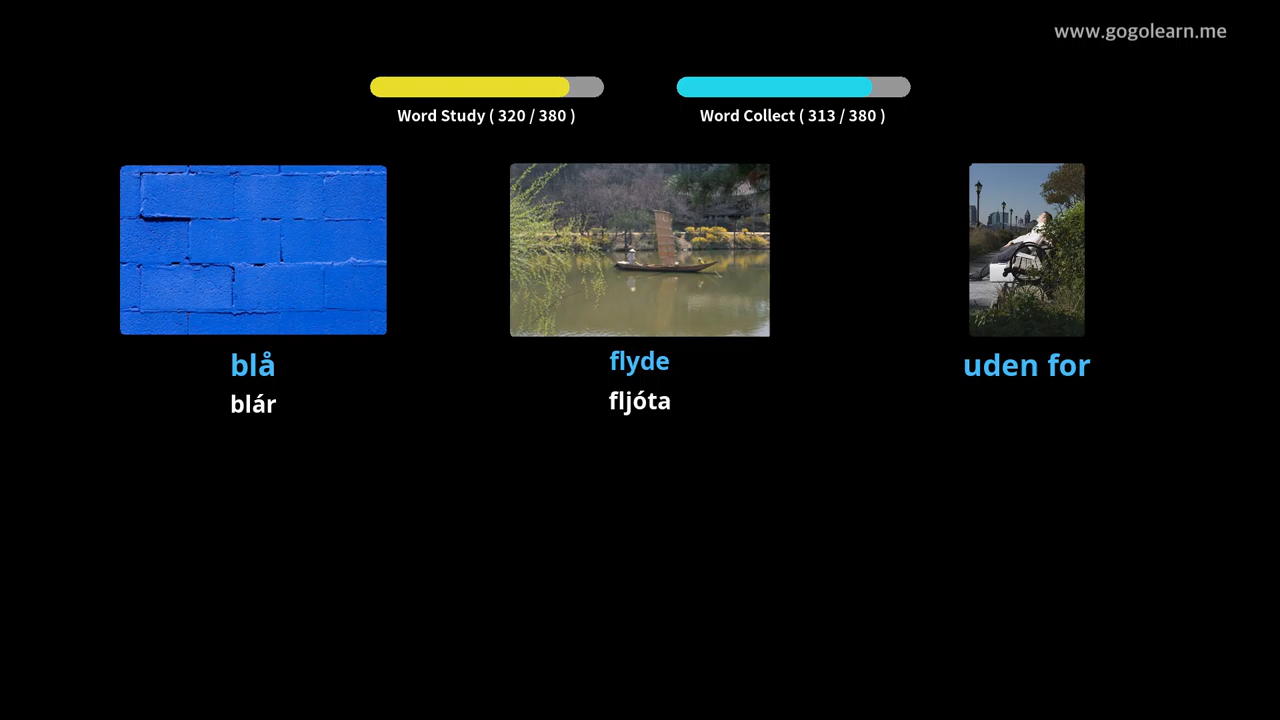 www.gogolearn.me
Word Study ( 320 / 380 )
Word Collect ( 313 / 380 )
blå
blár
flyde
fljóta
uden for